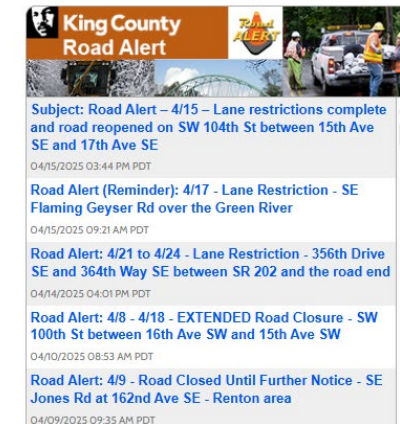 King County
Road Alert
Road
ALERT
Subject: Road Alert – 4/15 – Lane restrictions complete
and road reopened on SW 104th St between 15th Ave
SE and 17th Ave SE
04/15/2025 03:44 PM PDT
Road Alert (Reminder): 4/17 - Lane Restriction - SE
Flaming Geyser Rd over the Green River
04/15/2025 09:21 AM PDT
Road Alert: 4/21 to 4/24 - Lane Restriction - 356th Drive
SE and 364th Way SE between SR 202 and the road end
04/14/2025 04:01 PM PDT
Road Alert: 4/8 - 4/18 - EXTENDED Road Closure - SW
100th St between 16th Ave SW and 15th Ave SW
04/10/2025 08:53 AM PDT
Road Alert: 4/9 - Road Closed Until Further Notice - SE
Jones Rd at 162nd Ave SE - Renton area
04/09/2025 09:35 AM PDT